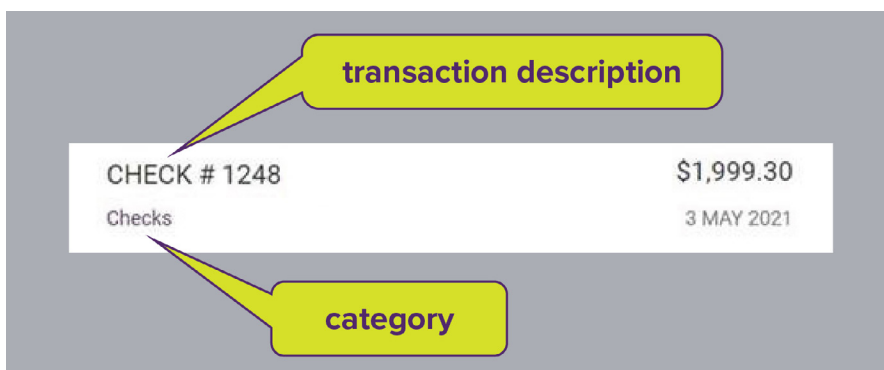 transaction description
CHECK # 1248
$1,999.30
Checks
3 MAY 2021
category